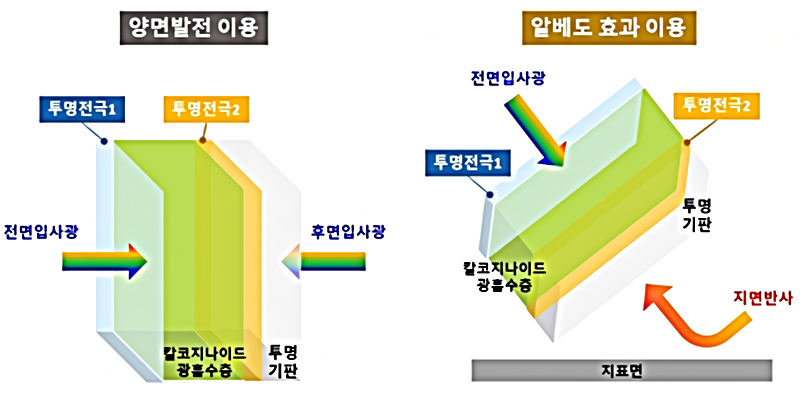 양면발전 이용
투명전극1
투명전극2
전면입사광
후면입사광
칼코지나이드
광흡수층
투명
기판
알베도 효과 이용
전면입사광
투명전극2
투명전극1
투명
기판
칼코지나이드
광흡수층
지면반사
지표면